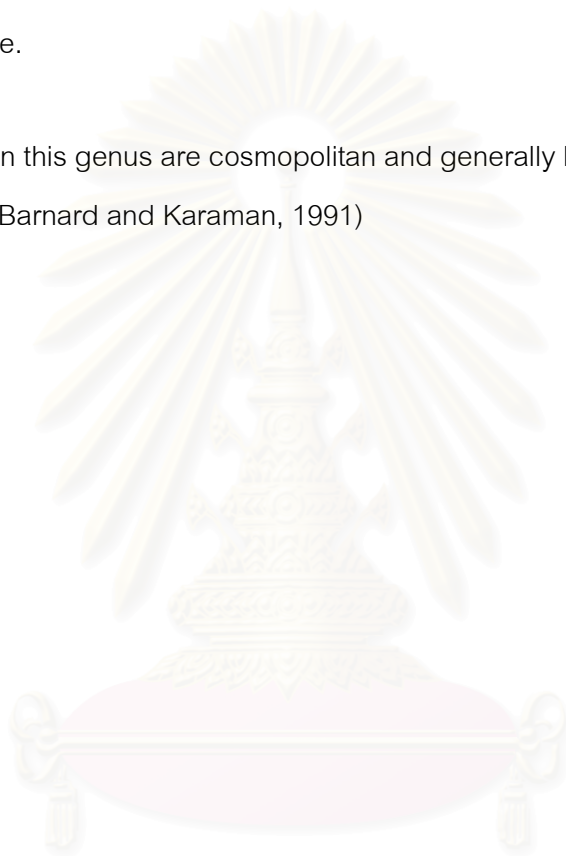 e.
n this genus are cosmopolitan and generally
Barnard and Karaman, 1991)